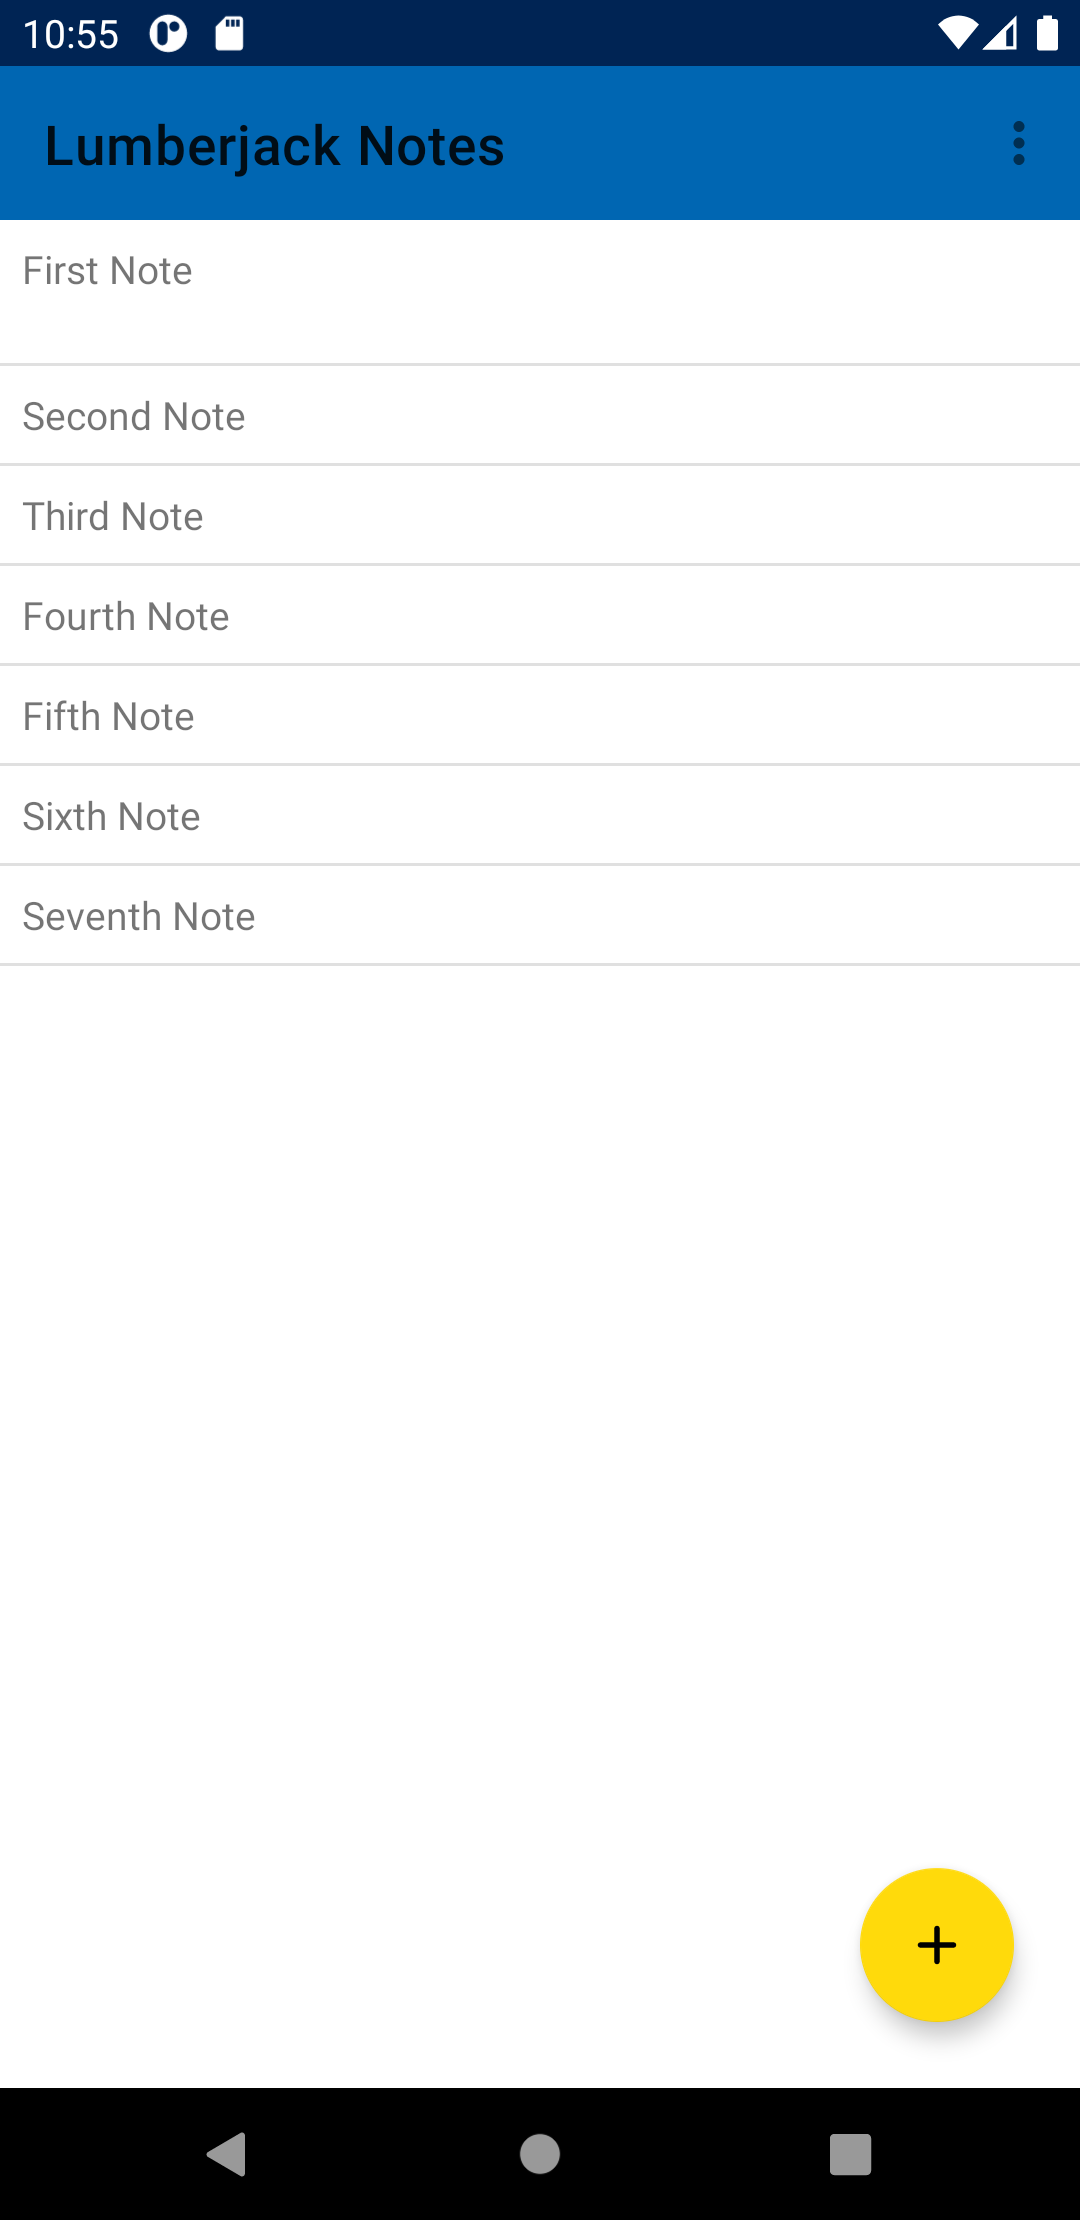 10:55
Lumberjack Notes
First Note
Second Note
Third Note
Fourth Note
Fifth Note
Sixth Note
Seventh Note